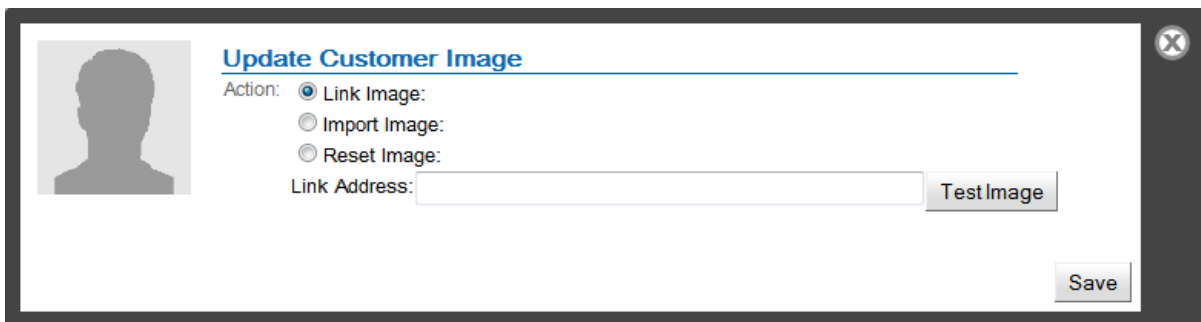 Update Customer Image
Action: Link Image:
Import Image:
Reset Image:
Link Address: Test Image
Save